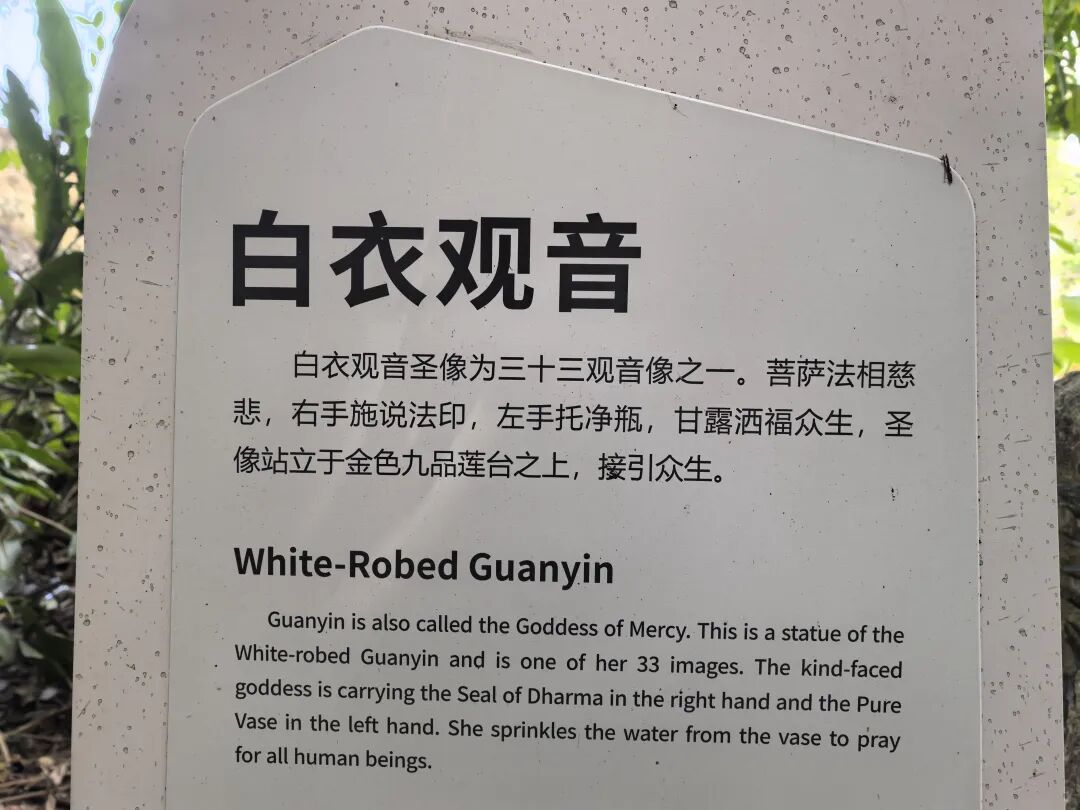 白衣观音
白衣观音圣像为三十三观音像之一。菩萨法相慈
悲，右手施说法印，左手托净瓶，甘露洒福众生，圣
像站立于金色九品莲台之上，接引众生。
White-Robed Guanyin
Guanyin is also called the Goddess of Mercy. This is a statue of the
White-robed Guanyin and is one of her 33 images. The kind-faced
goddess is carrying the Seal of Dharma in the right hand and the Pure
Vase in the left hand. She sprinkles the water from the vase to pray
for all human beings.